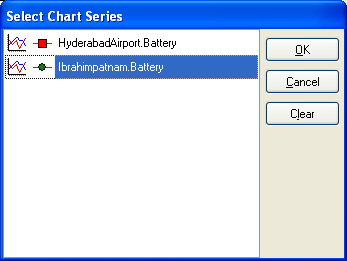 Select Chart Series
HyderabadAirport.Battery
Ibrahimpatnam.Battery
OK
Cancel
Clear